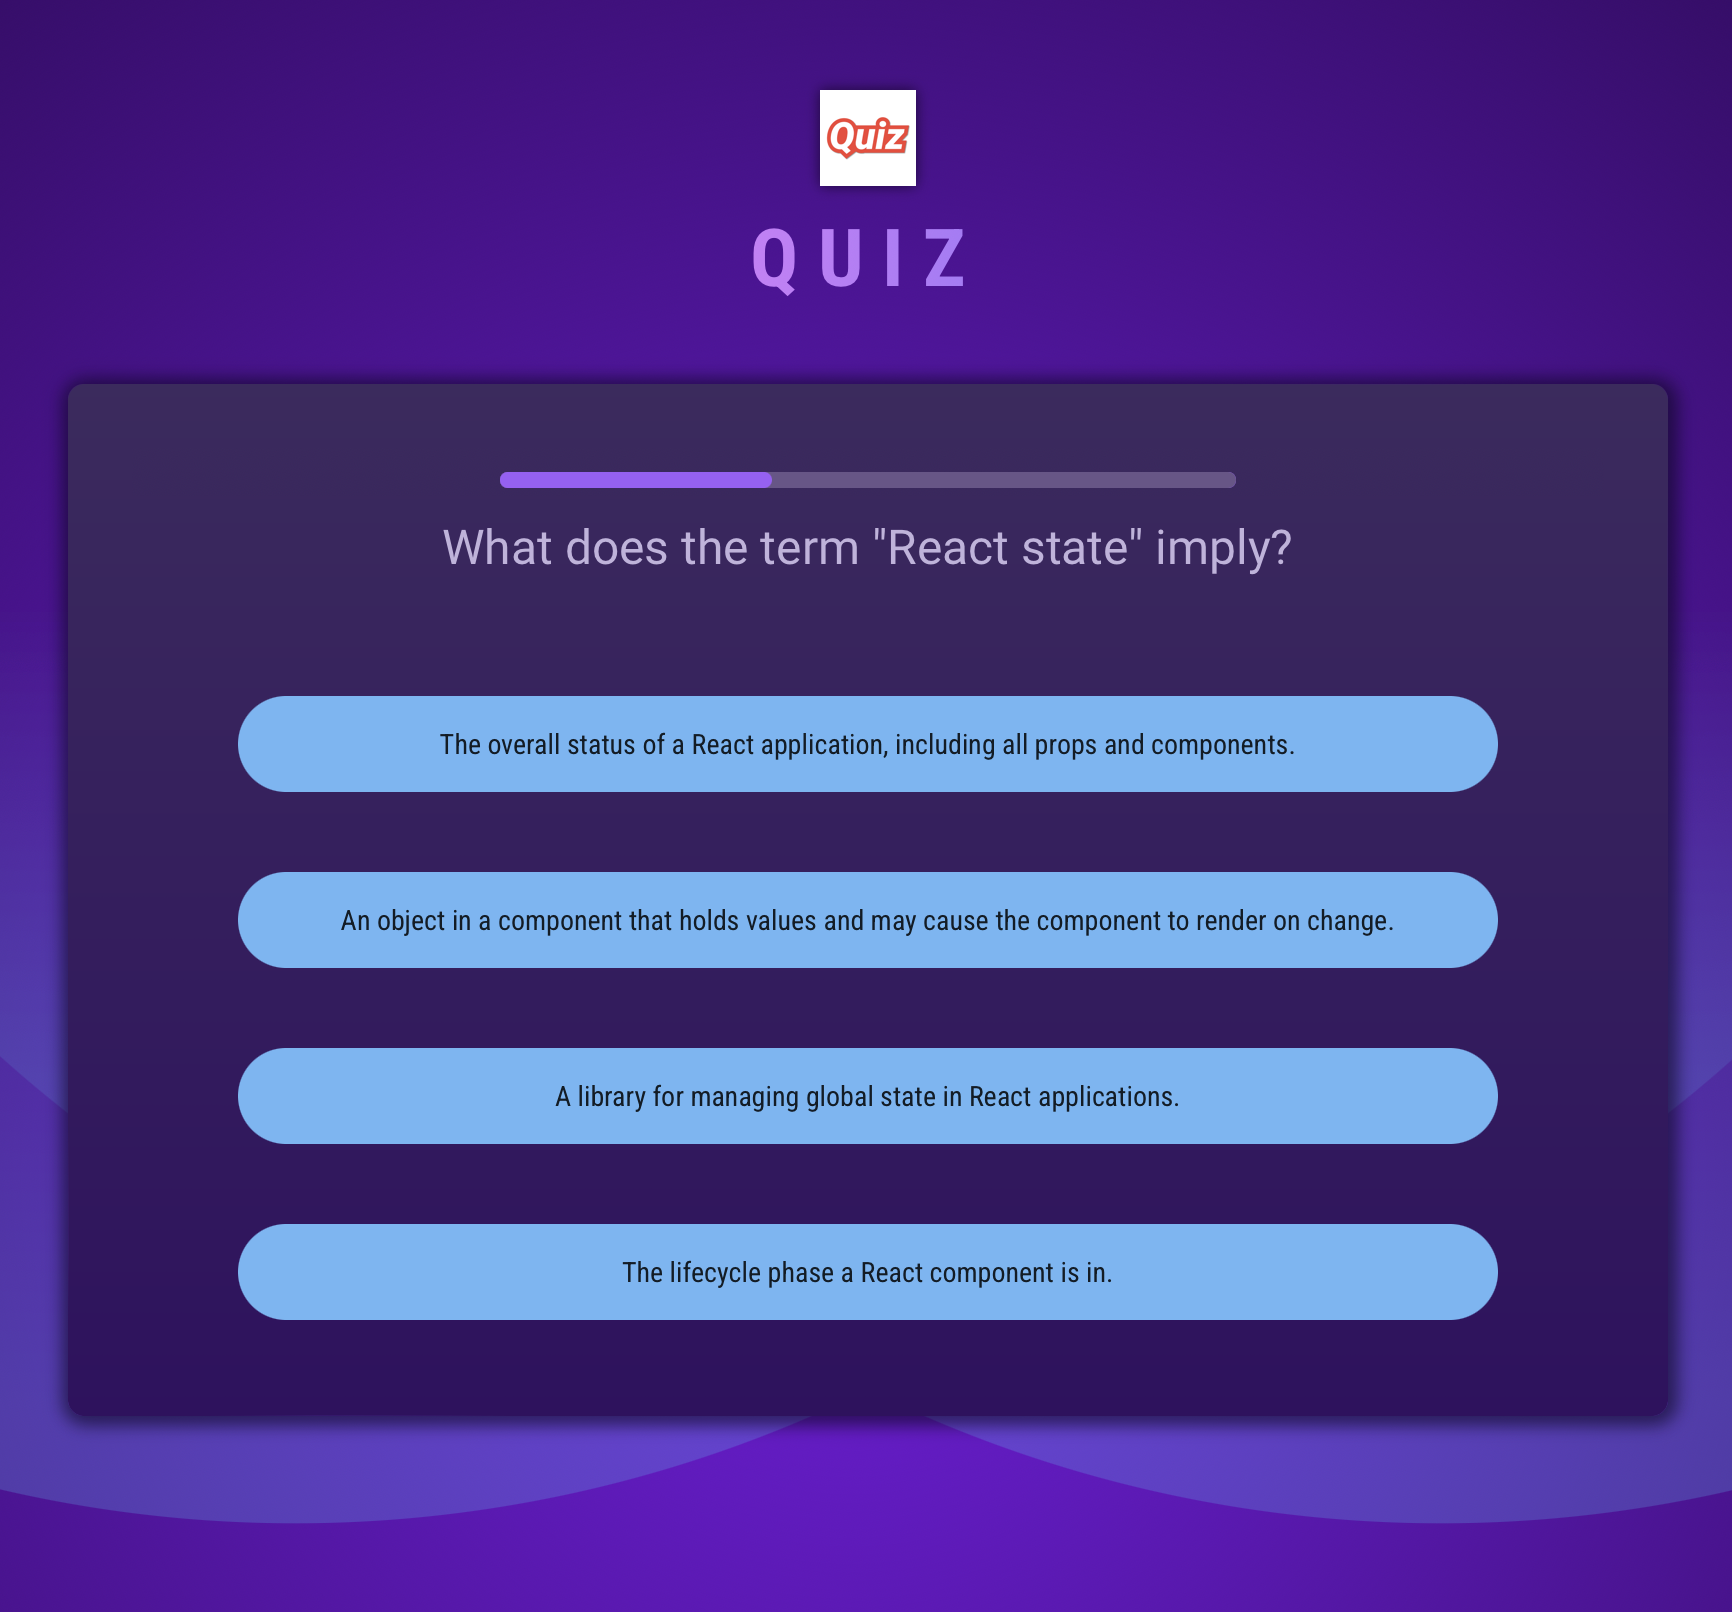 Quiz
QUIZ
What does the term "React state" imply?
The overall status of a React application, including all props and components.
An object in a component that holds values and may cause the component to render on change.
A library for managing global state in React applications.
The lifecycle phase a React component is in.